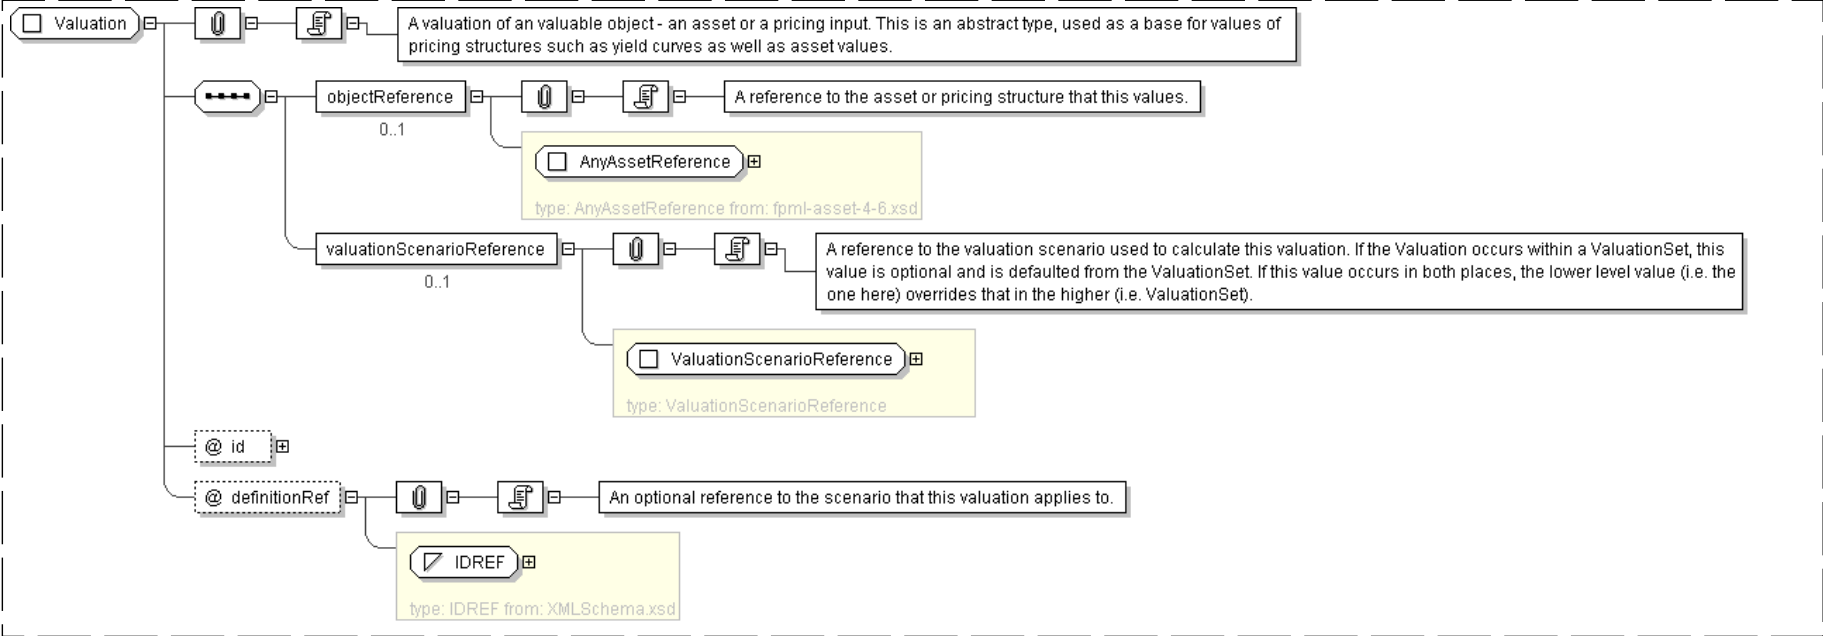 Valuation
A valuation of an valuable object - an asset or a pricing input. This is an abstract type, used as a base for values of
pricing structures such as yield curves as well as asset values.
objectReference
0..1
A reference to the asset or pricing structure that this values.
AnyAssetReference
type: AnyAssetReference from: fpml-asset-4-6.xsd
valuationScenarioReference
0..1
A reference to the valuation scenario used to calculate this valuation. If the Valuation occurs within a ValuationSet, this
value is optional and is defaulted from the ValuationSet. If this value occurs in both places, the lower level value (i.e. the
one here) overrides that in the higher (i.e. ValuationSet).
ValuationScenarioReference
type: ValuationScenarioReference
@ id
@ definitionRef
An optional reference to the scenario that this valuation applies to.
IDREF
type: IDREF from: XMLSchema.xsd